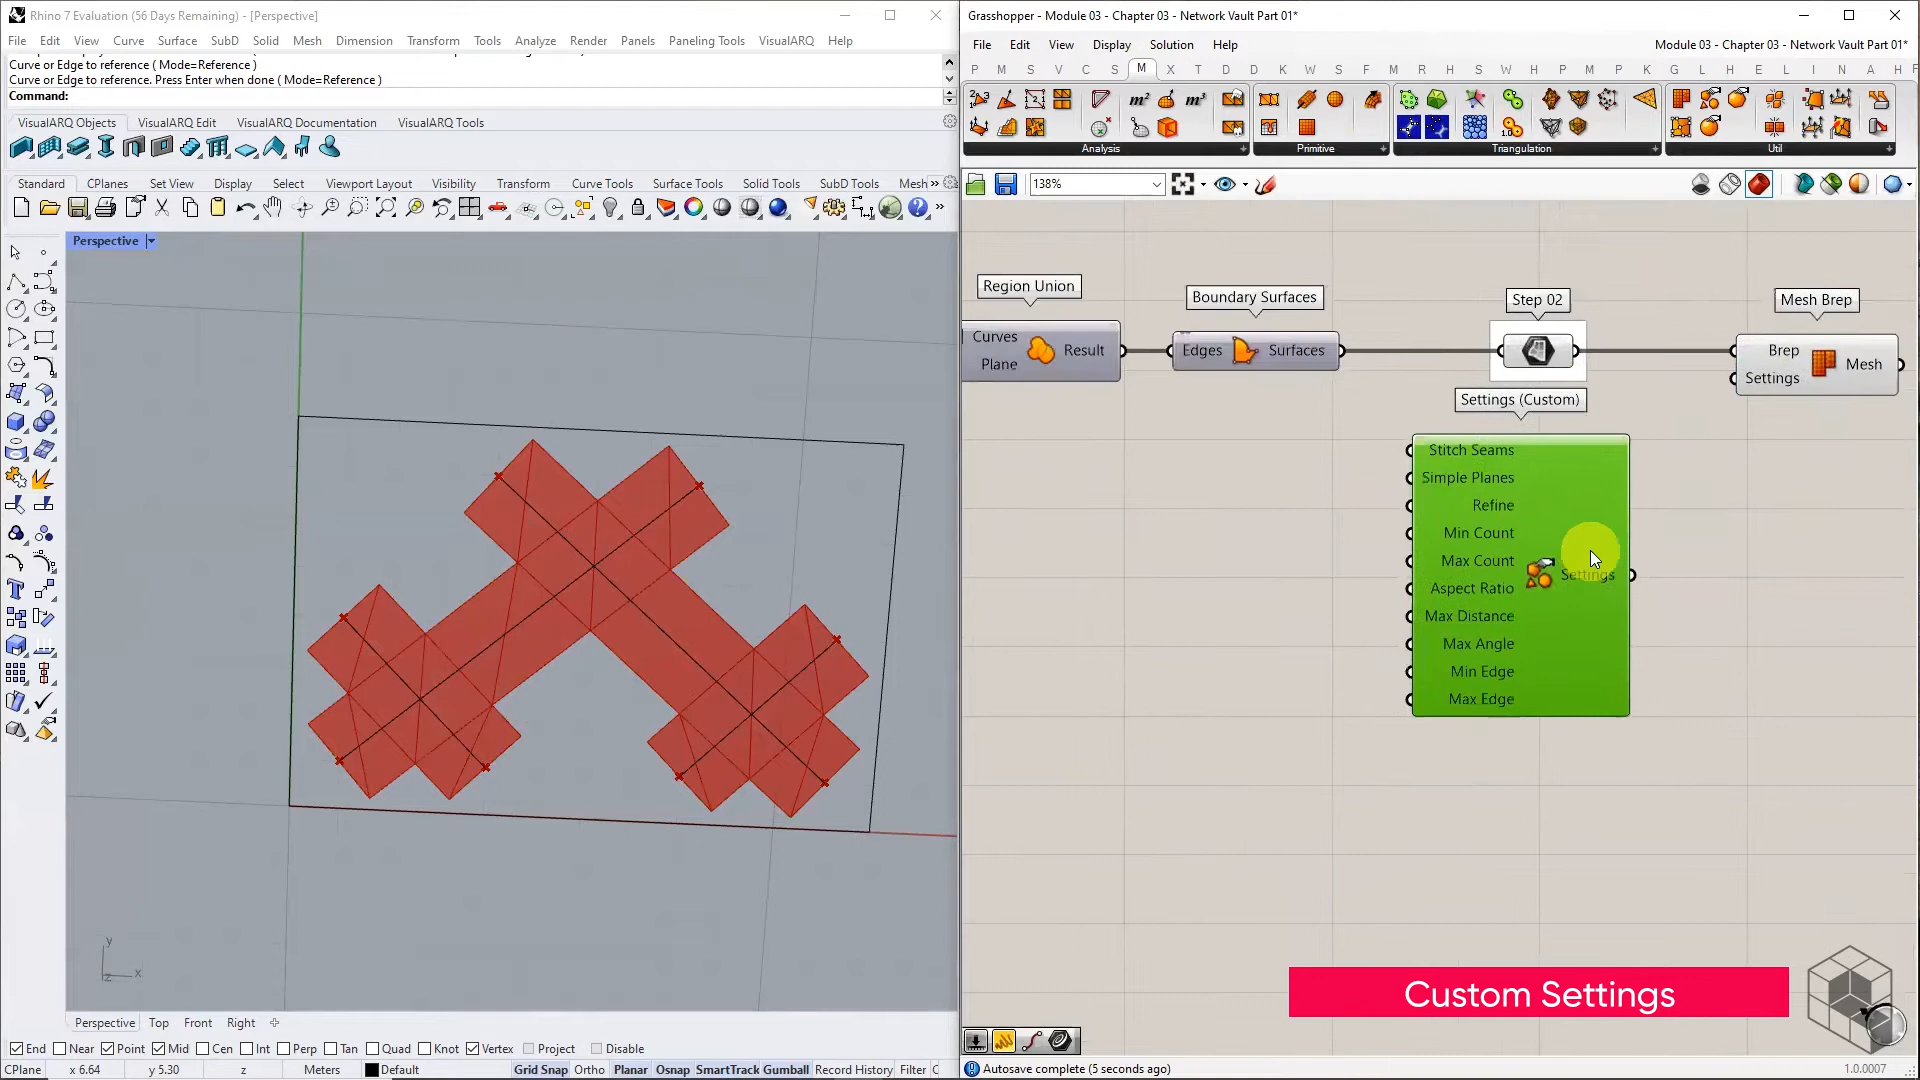 Rhino 7 Evaluation (56 Days Remaining) - [Perspective]
File Edit View Curve Surface SubD Solid Mesh Dimension Transform Tools Analyze Render Panels Paneling Tools VisualARQ Help
Curve or Edge to reference ( Mode=Reference )
Curve or Edge to reference. Press Enter when done ( Mode=Reference )
Command:
VisualARQ Objects VisualARQ Edit VisualARQ Documentation VisualARQ Tools
Standard CPlanes Set View Display Select Viewport Layout Visibility Transform Curve Tools Surface Tools Solid Tools SubD Tools Mesh »
Perspective
y
z x
Perspective Top Front Right
End Near Point Mid Cen Int Perp Tan Quad Knot Vertex Project Disable
CPlane x 6.64 y 5.30 z Meters Default Grid Snap Ortho Planar Osnap SmartTrack Gumball Record History Filter C
Grasshopper - Module 03 - Chapter 03 - Network Vault Part 01*
File Edit View Display Solution Help
Module 03 - Chapter 03 - Network Vault Part 01*
P M S V C S M X T D D K W S F M R K S W H P M P K G L R H E L I N A H F
Analysis Primitive Triangulation Util
138%
Region Union
Curves
Plane
Result
Boundary Surfaces
Edges Surfaces
Step 02
Mesh Brep
Brep
Settings
Mesh
Settings (Custom)
Stitch Seams
Simple Planes
Refine
Min Count
Max Count
Aspect Ratio
Max Distance
Max Angle
Min Edge
Max Edge
Settings
Custom Settings
Autosave complete (5 seconds ago)
1.0.0007